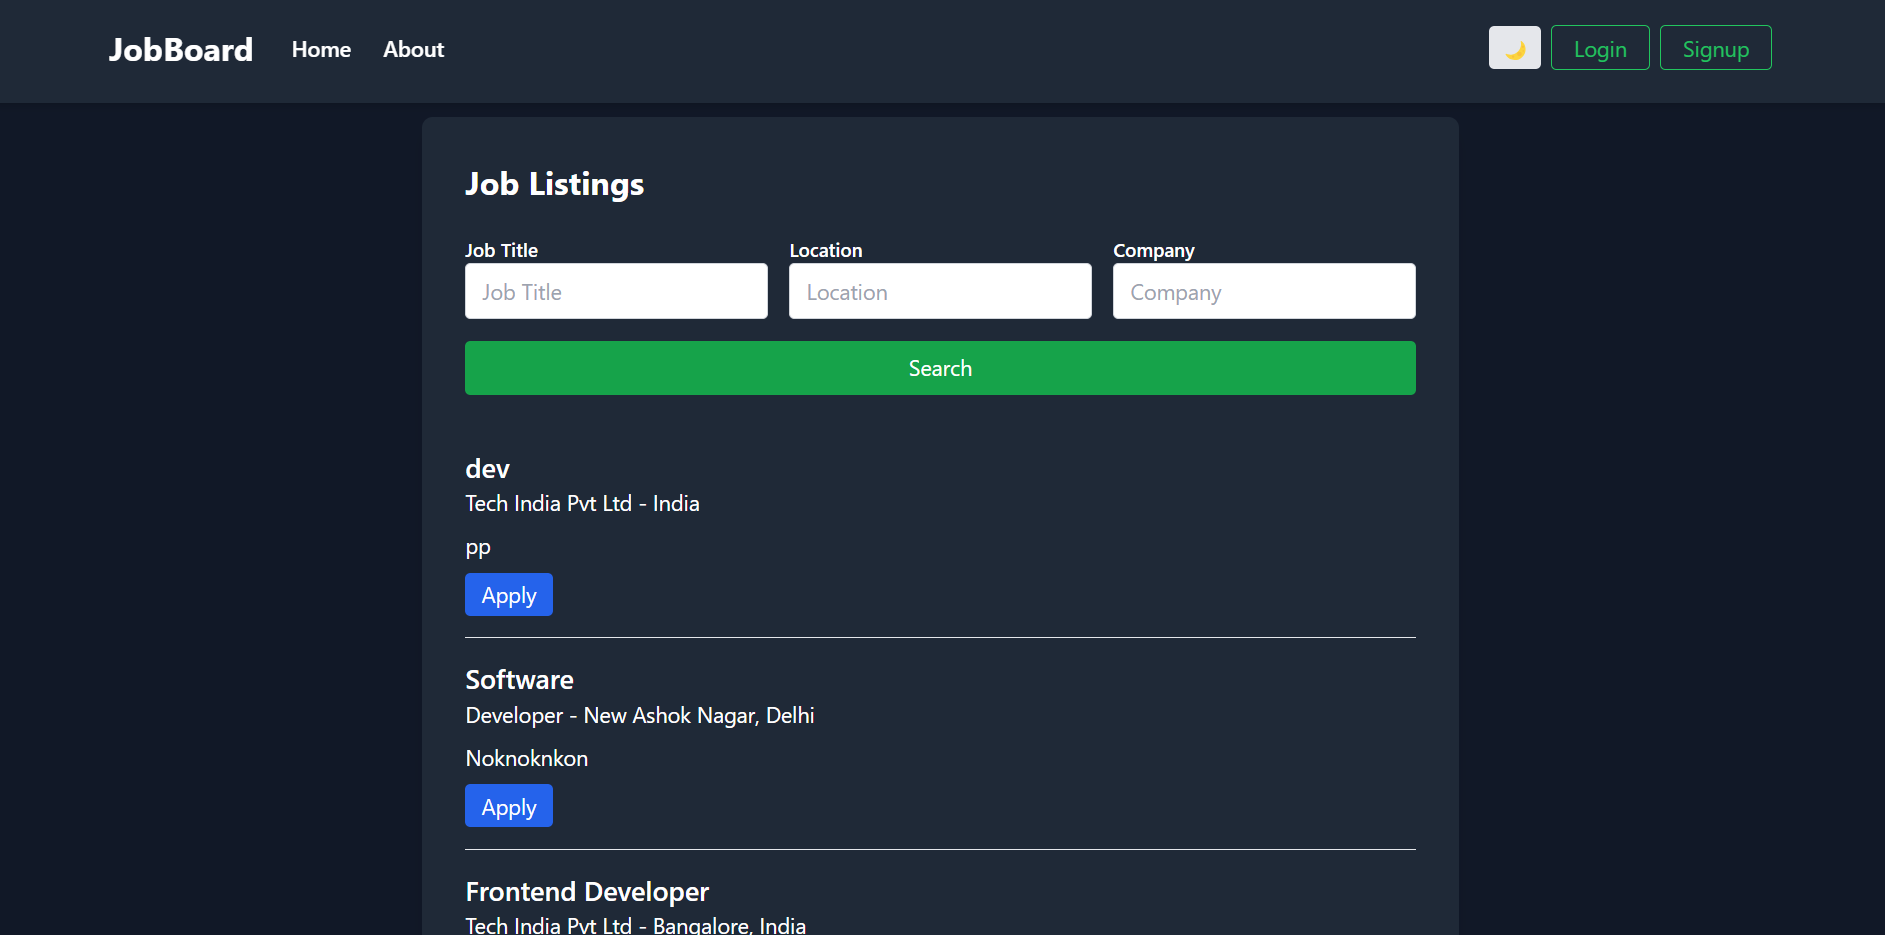 JobBoard Home About 🌙 Login Signup
Job Listings
Job Title Location Company
Job Title Location Company
Search
dev
Tech India Pvt Ltd - India
pp
Apply
Software
Developer - New Ashok Nagar, Delhi
Noknoknkon
Apply
Frontend Developer
Tech India Pvt Ltd - Bangalore, India